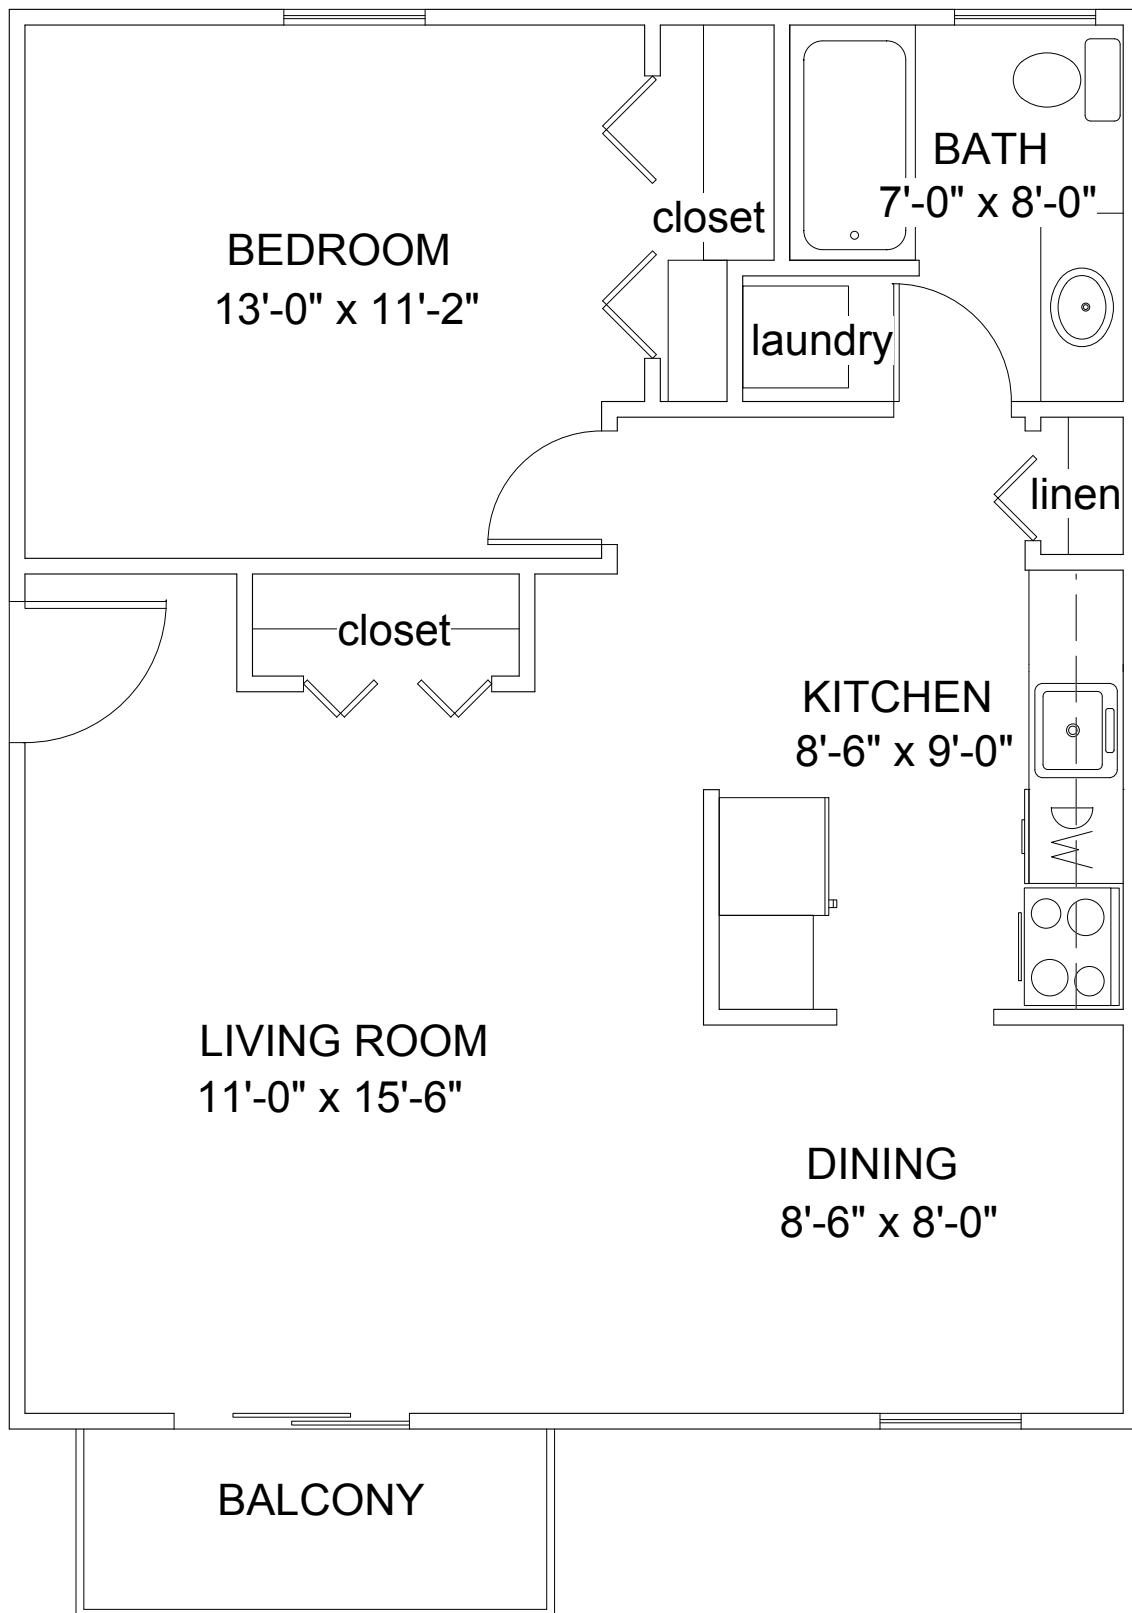 BATH
7'-0" x 8'-0"
closet
BEDROOM
13'-0" x 11'-2"
laundry
linen
closet
KITCHEN
8'-6" x 9'-0"
DW
LIVING ROOM
11'-0" x 15'-6"
DINING
8'-6" x 8'-0"
BALCONY